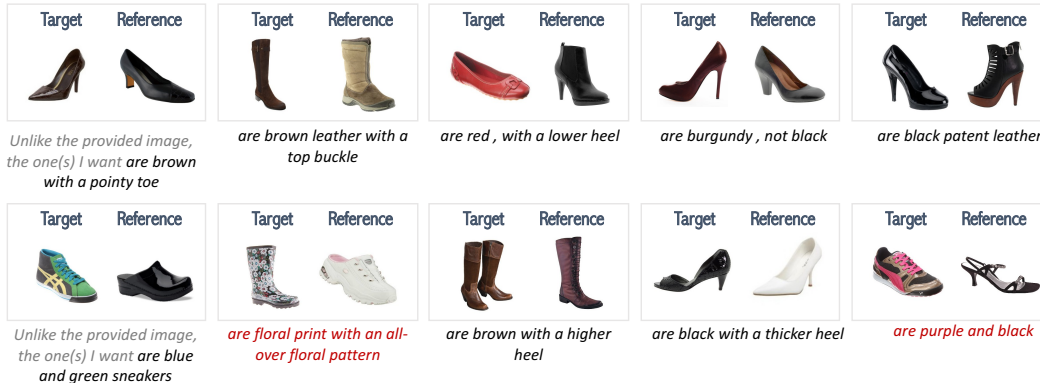 Target Reference Target Reference Target Reference Target Reference Target Reference
Unlike the provided image,
the one(s) I want are brown
with a pointy toe
are brown leather with a
top buckle
are red , with a lower heel
are burgundy , not black
are black patent leather
Target Reference Target Reference Target Reference Target Reference Target Reference
Unlike the provided image,
the one(s) I want are blue
and green sneakers
are floral print with an all-
over floral pattern
are brown with a higher
heel
are black with a thicker heel
are purple and black